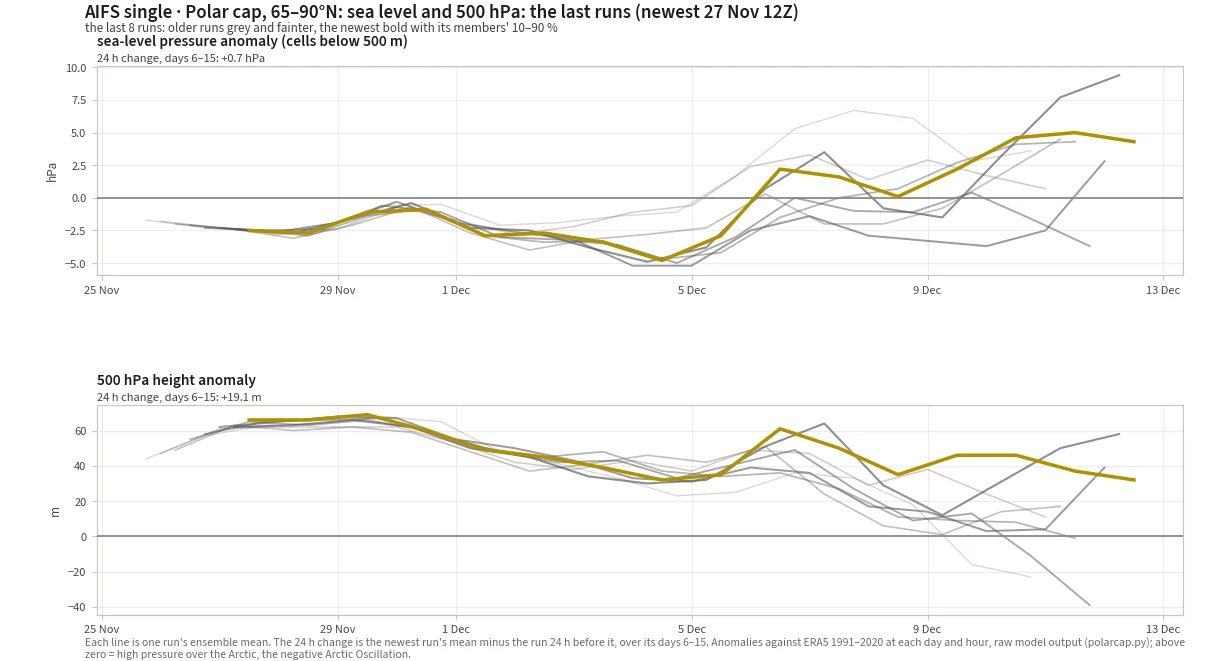 AIFS single · Polar cap, 65–90°N: sea level and 500 hPa: the last runs (newest 27 Nov 12Z)
the last 8 runs: older runs grey and fainter, the newest bold with its members' 10–90 %
sea-level pressure anomaly (cells below 500 m)
24 h change, days 6–15: +0.7 hPa
10.0
7.5
5.0
2.5
0.0
−2.5
−5.0
hPa
25 Nov 29 Nov 1 Dec 5 Dec 9 Dec 13 Dec
500 hPa height anomaly
24 h change, days 6–15: +19.1 m
60
40
20
0
−20
−40
m
25 Nov 29 Nov 1 Dec 5 Dec 9 Dec 13 Dec
Each line is one run's ensemble mean. The 24 h change is the newest run's mean minus the run 24 h before it, over its days 6–15. Anomalies against ERA5 1991–2020 at each day and hour, raw model output (polarcap.py); above
zero = high pressure over the Arctic, the negative Arctic Oscillation.